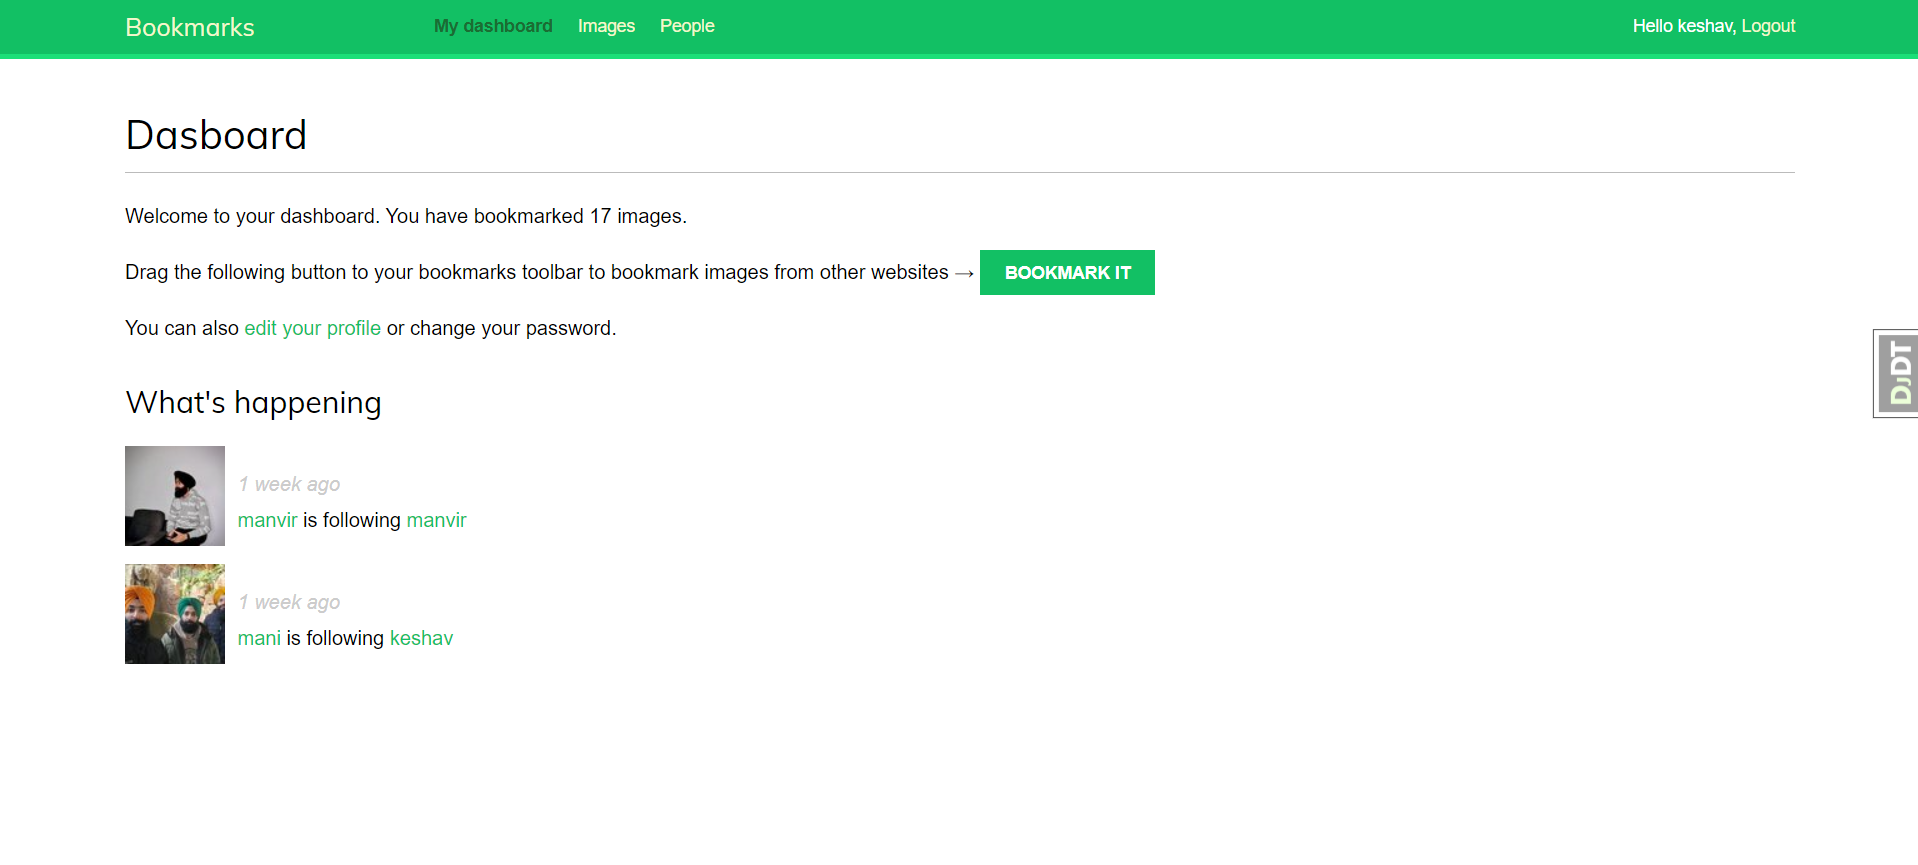 Bookmarks My dashboard Images People Hello keshav, Logout
Dasboard
Welcome to your dashboard. You have bookmarked 17 images.
Drag the following button to your bookmarks toolbar to bookmark images from other websites → BOOKMARK IT
You can also edit your profile or change your password.
DJDT
What's happening
1 week ago
manvir is following manvir
1 week ago
mani is following keshav